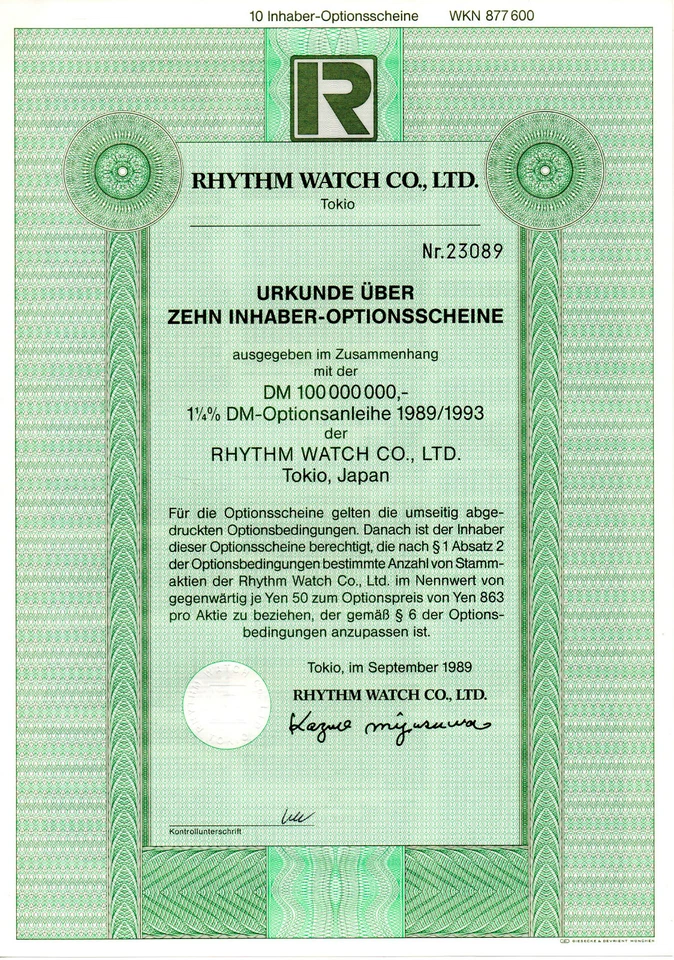 10 Inhaber-Optionsscheine WKN 877 600
R
RHYTHM WATCH CO., LTD.
Tokio
Nr.23089
URKUNDE ÜBER
ZEHN INHABER-OPTIONSSCHEINE
ausgegeben im Zusammenhang
mit der
DM 100 000 000,-
1¼% DM-Optionsanleihe 1989/1993
der
RHYTHM WATCH CO., LTD.
Tokio, Japan
Für die Optionsscheine gelten die umseitig abge-
druckten Optionsbedingungen. Danach ist der Inhaber
dieser Optionsscheine berechtigt, die nach § 1 Absatz 2
der Optionsbedingungen bestimmte Anzahl von Stamm-
aktien der Rhythm Watch Co., Ltd. im Nennwert von
gegenwärtig je Yen 50 zum Optionspreis von Yen 863
pro Aktie zu beziehen, der gemäß § 6 der Options-
bedingungen anzupassen ist.
Tokio, im September 1989
RHYTHM WATCH CO., LTD.
Kontrollunterschrift
GIESECKE & DEVRIENT MÜNCHEN